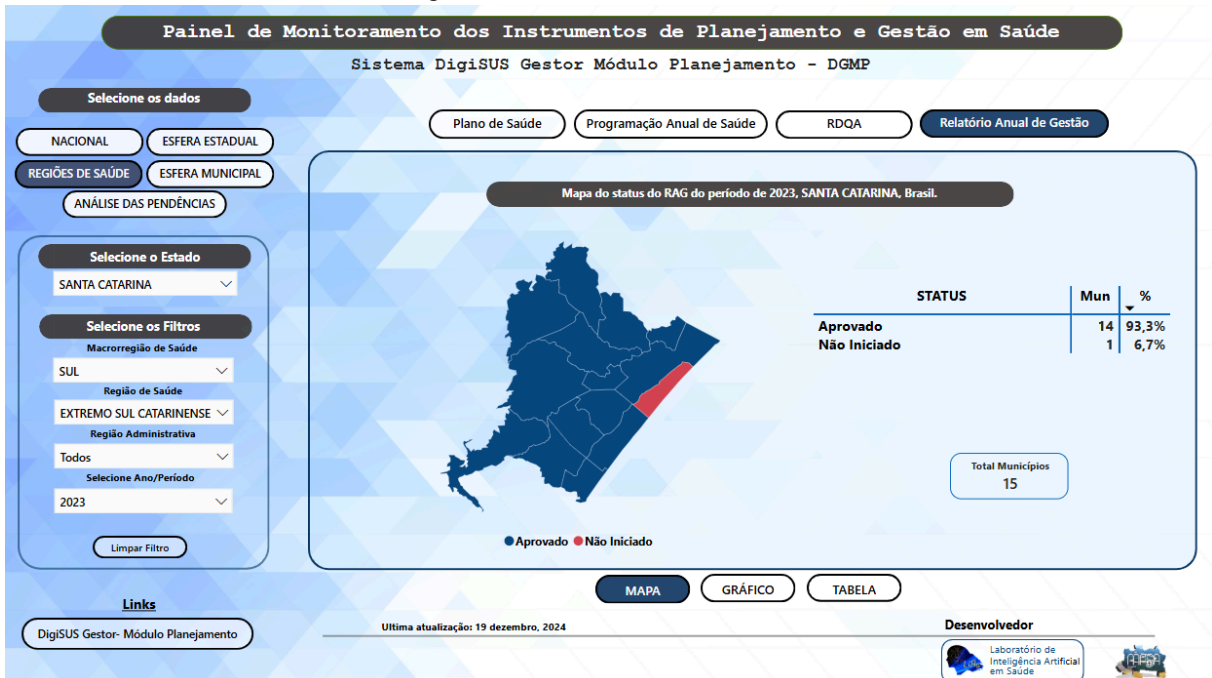 Painel de Monitoramento dos Instrumentos de Planejamento e Gestão em Saúde
Sistema DigiSUS Gestor Módulo Planejamento - DGMP
Selecione os dados
NACIONAL
ESFERA ESTADUAL
REGIÕES DE SAÚDE
ESFERA MUNICIPAL
ANÁLISE DAS PENDÊNCIAS
Selecione o Estado
SANTA CATARINA
Selecione os Filtros
Macrorregião de Saúde
SUL
Região de Saúde
EXTREMO SUL CATARINENSE
Região Administrativa
Todos
Selecione Ano/Período
2023
Limpar Filtro
Links
DigiSUS Gestor- Módulo Planejamento
Plano de Saúde
Programação Anual de Saúde
RDQA
Relatório Anual de Gestão
Mapa do status do RAG do período de 2023, SANTA CATARINA, Brasil.
STATUS Mun %
Aprovado 14 93,3%
Não Iniciado 1 6,7%
Total Municípios
15
Aprovado Não Iniciado
MAPA
GRÁFICO
TABELA
Ultima atualização: 19 dezembro, 2024
Desenvolvedor
Laboratório de
Inteligência Artificial
em Saúde